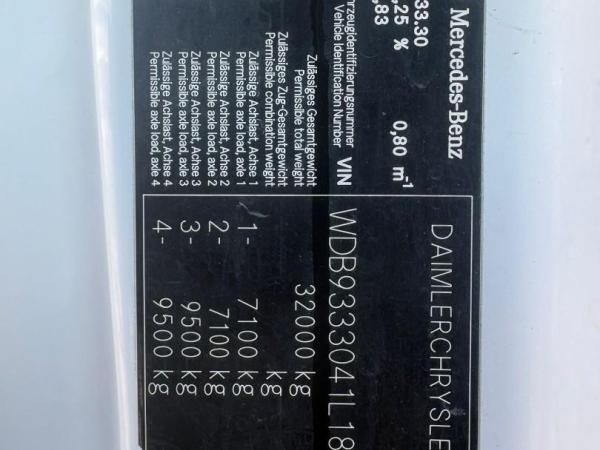 Mercedes-Benz
DAIMLERCHRYSLE
33.30
,25 % 0,80 m-1
,83
hrzeugidentifizierungsnummer
Vehicle Identification Number VIN WDB9333041L18
Zulässiges Gesamtgewicht
Permissible total weight 32000 kg
Zulässiges Zug-Gesamtgewicht
Permissible combination weight kg
Zulässige Achslast, Achse 1
Permissible axle load, axle 1 1- 7100 kg
Zulässige Achslast, Achse 2
Permissible axle load, axle 2 2- 7100 kg
Zulässige Achslast, Achse 3
Permissible axle load, axle 3 3- 9500 kg
Zulässige Achslast, Achse 4
Permissible axle load, axle 4 4- 9500 kg